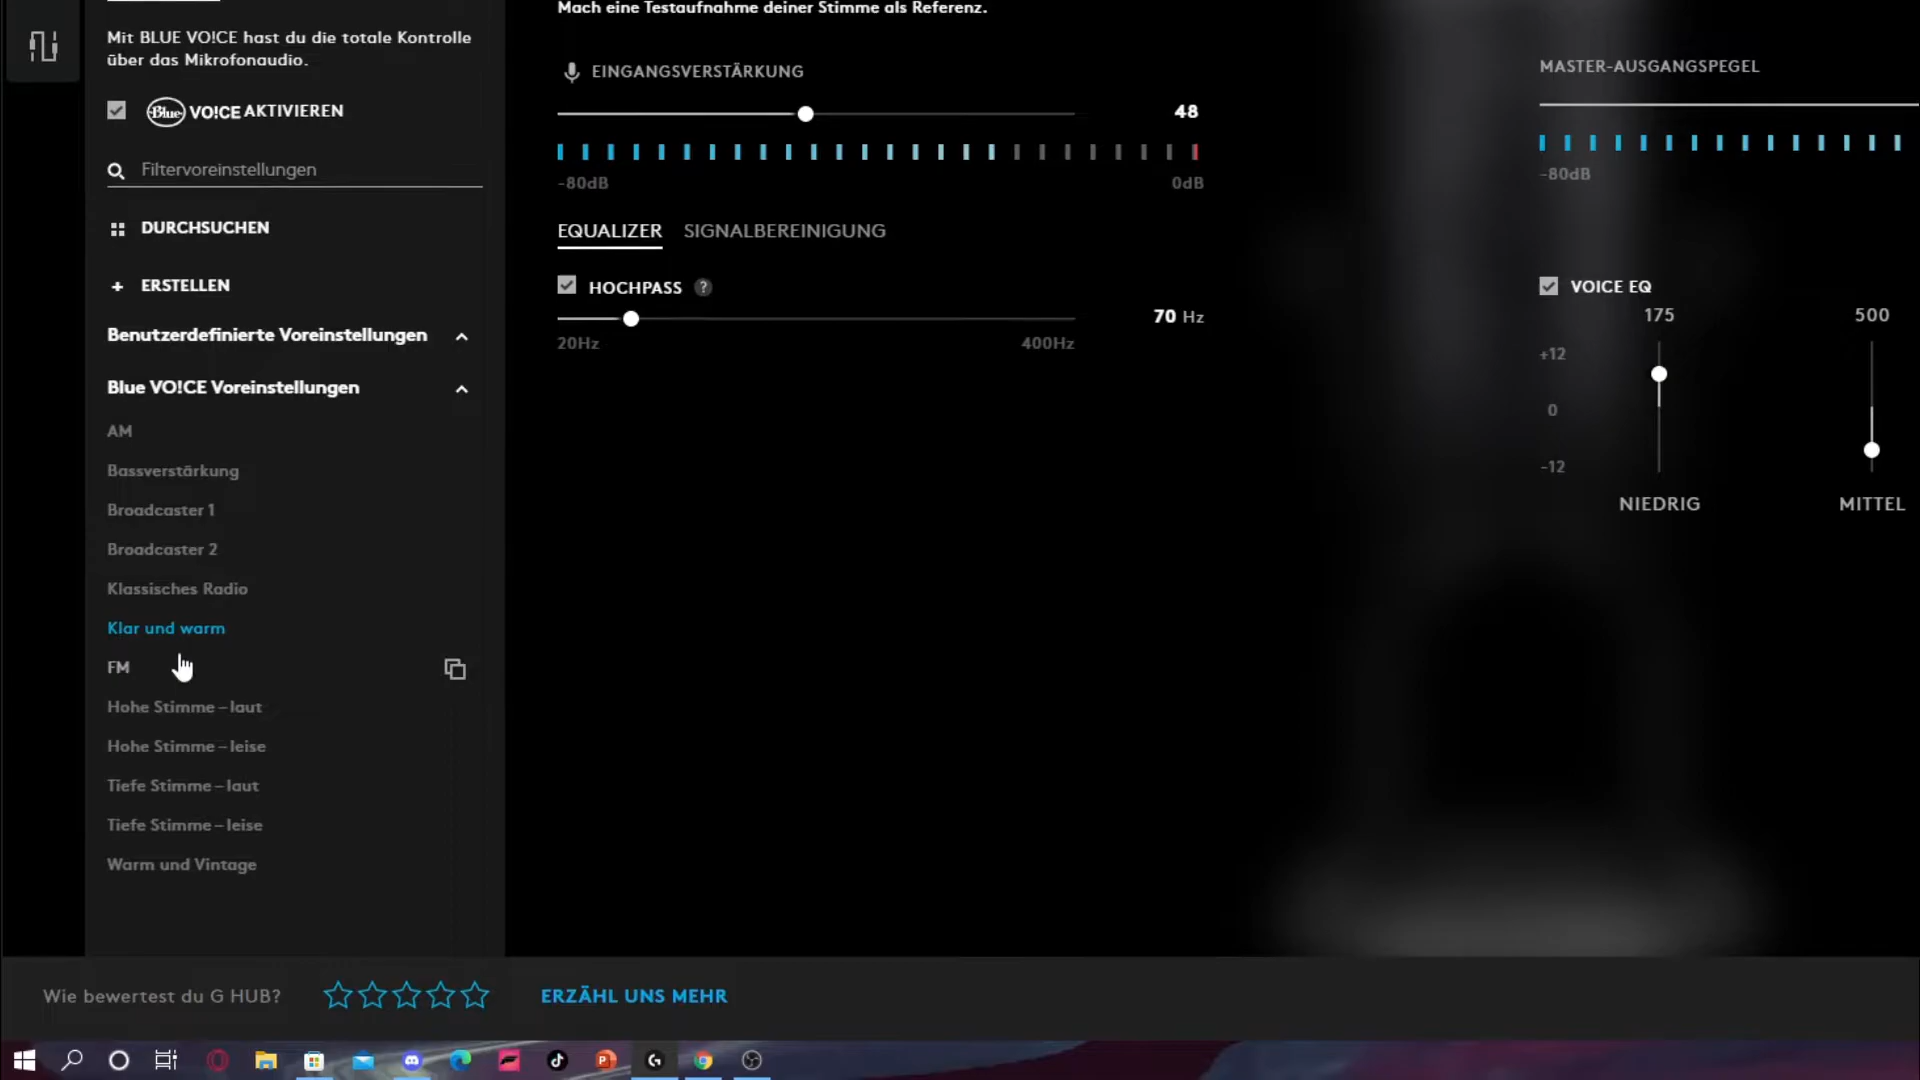 Mach eine Testaufnahme deiner Stimme als Referenz.
Mit BLUE VO!CE hast du die totale Kontrolle
über das Mikrofonaudio.
Blue VO!CE AKTIVIEREN
Filtervoreinstellungen
DURCHSUCHEN
+ ERSTELLEN
Benutzerdefinierte Voreinstellungen
Blue VO!CE Voreinstellungen
AM
Bassverstärkung
Broadcaster 1
Broadcaster 2
Klassisches Radio
Klar und warm
FM
Hohe Stimme – laut
Hohe Stimme – leise
Tiefe Stimme – laut
Tiefe Stimme – leise
Warm und Vintage
EINGANGSVERSTÄRKUNG
48
-80dB 0dB
EQUALIZER SIGNALBEREINIGUNG
HOCHPASS ?
70 Hz
20Hz 400Hz
MASTER-AUSGANGSPEGEL
-80dB
VOICE EQ
175 500
+12
0
-12
NIEDRIG MITTEL
Wie bewertest du G HUB? ERZÄHL UNS MEHR